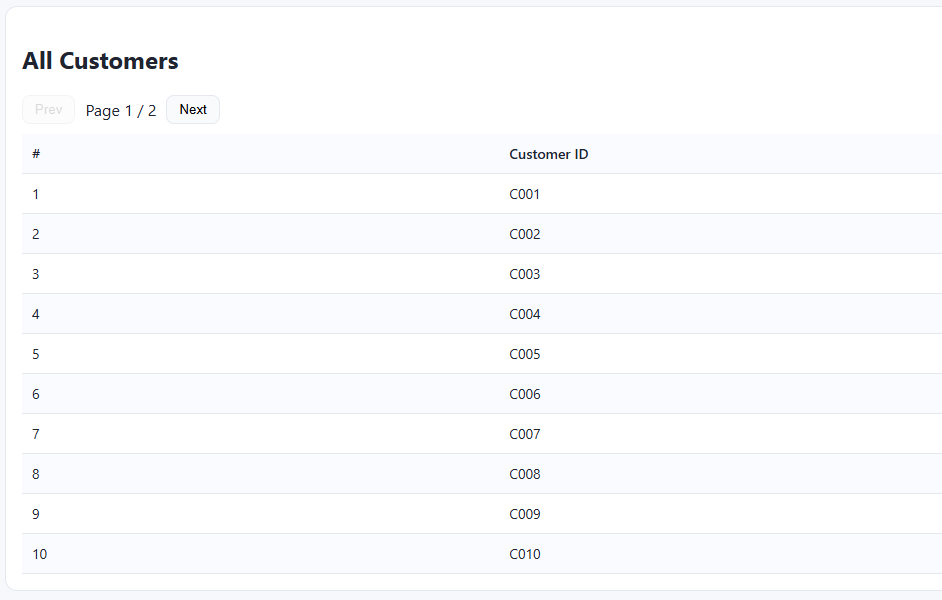 All Customers
Prev Page 1 / 2 Next
# Customer ID
1 C001
2 C002
3 C003
4 C004
5 C005
6 C006
7 C007
8 C008
9 C009
10 C010